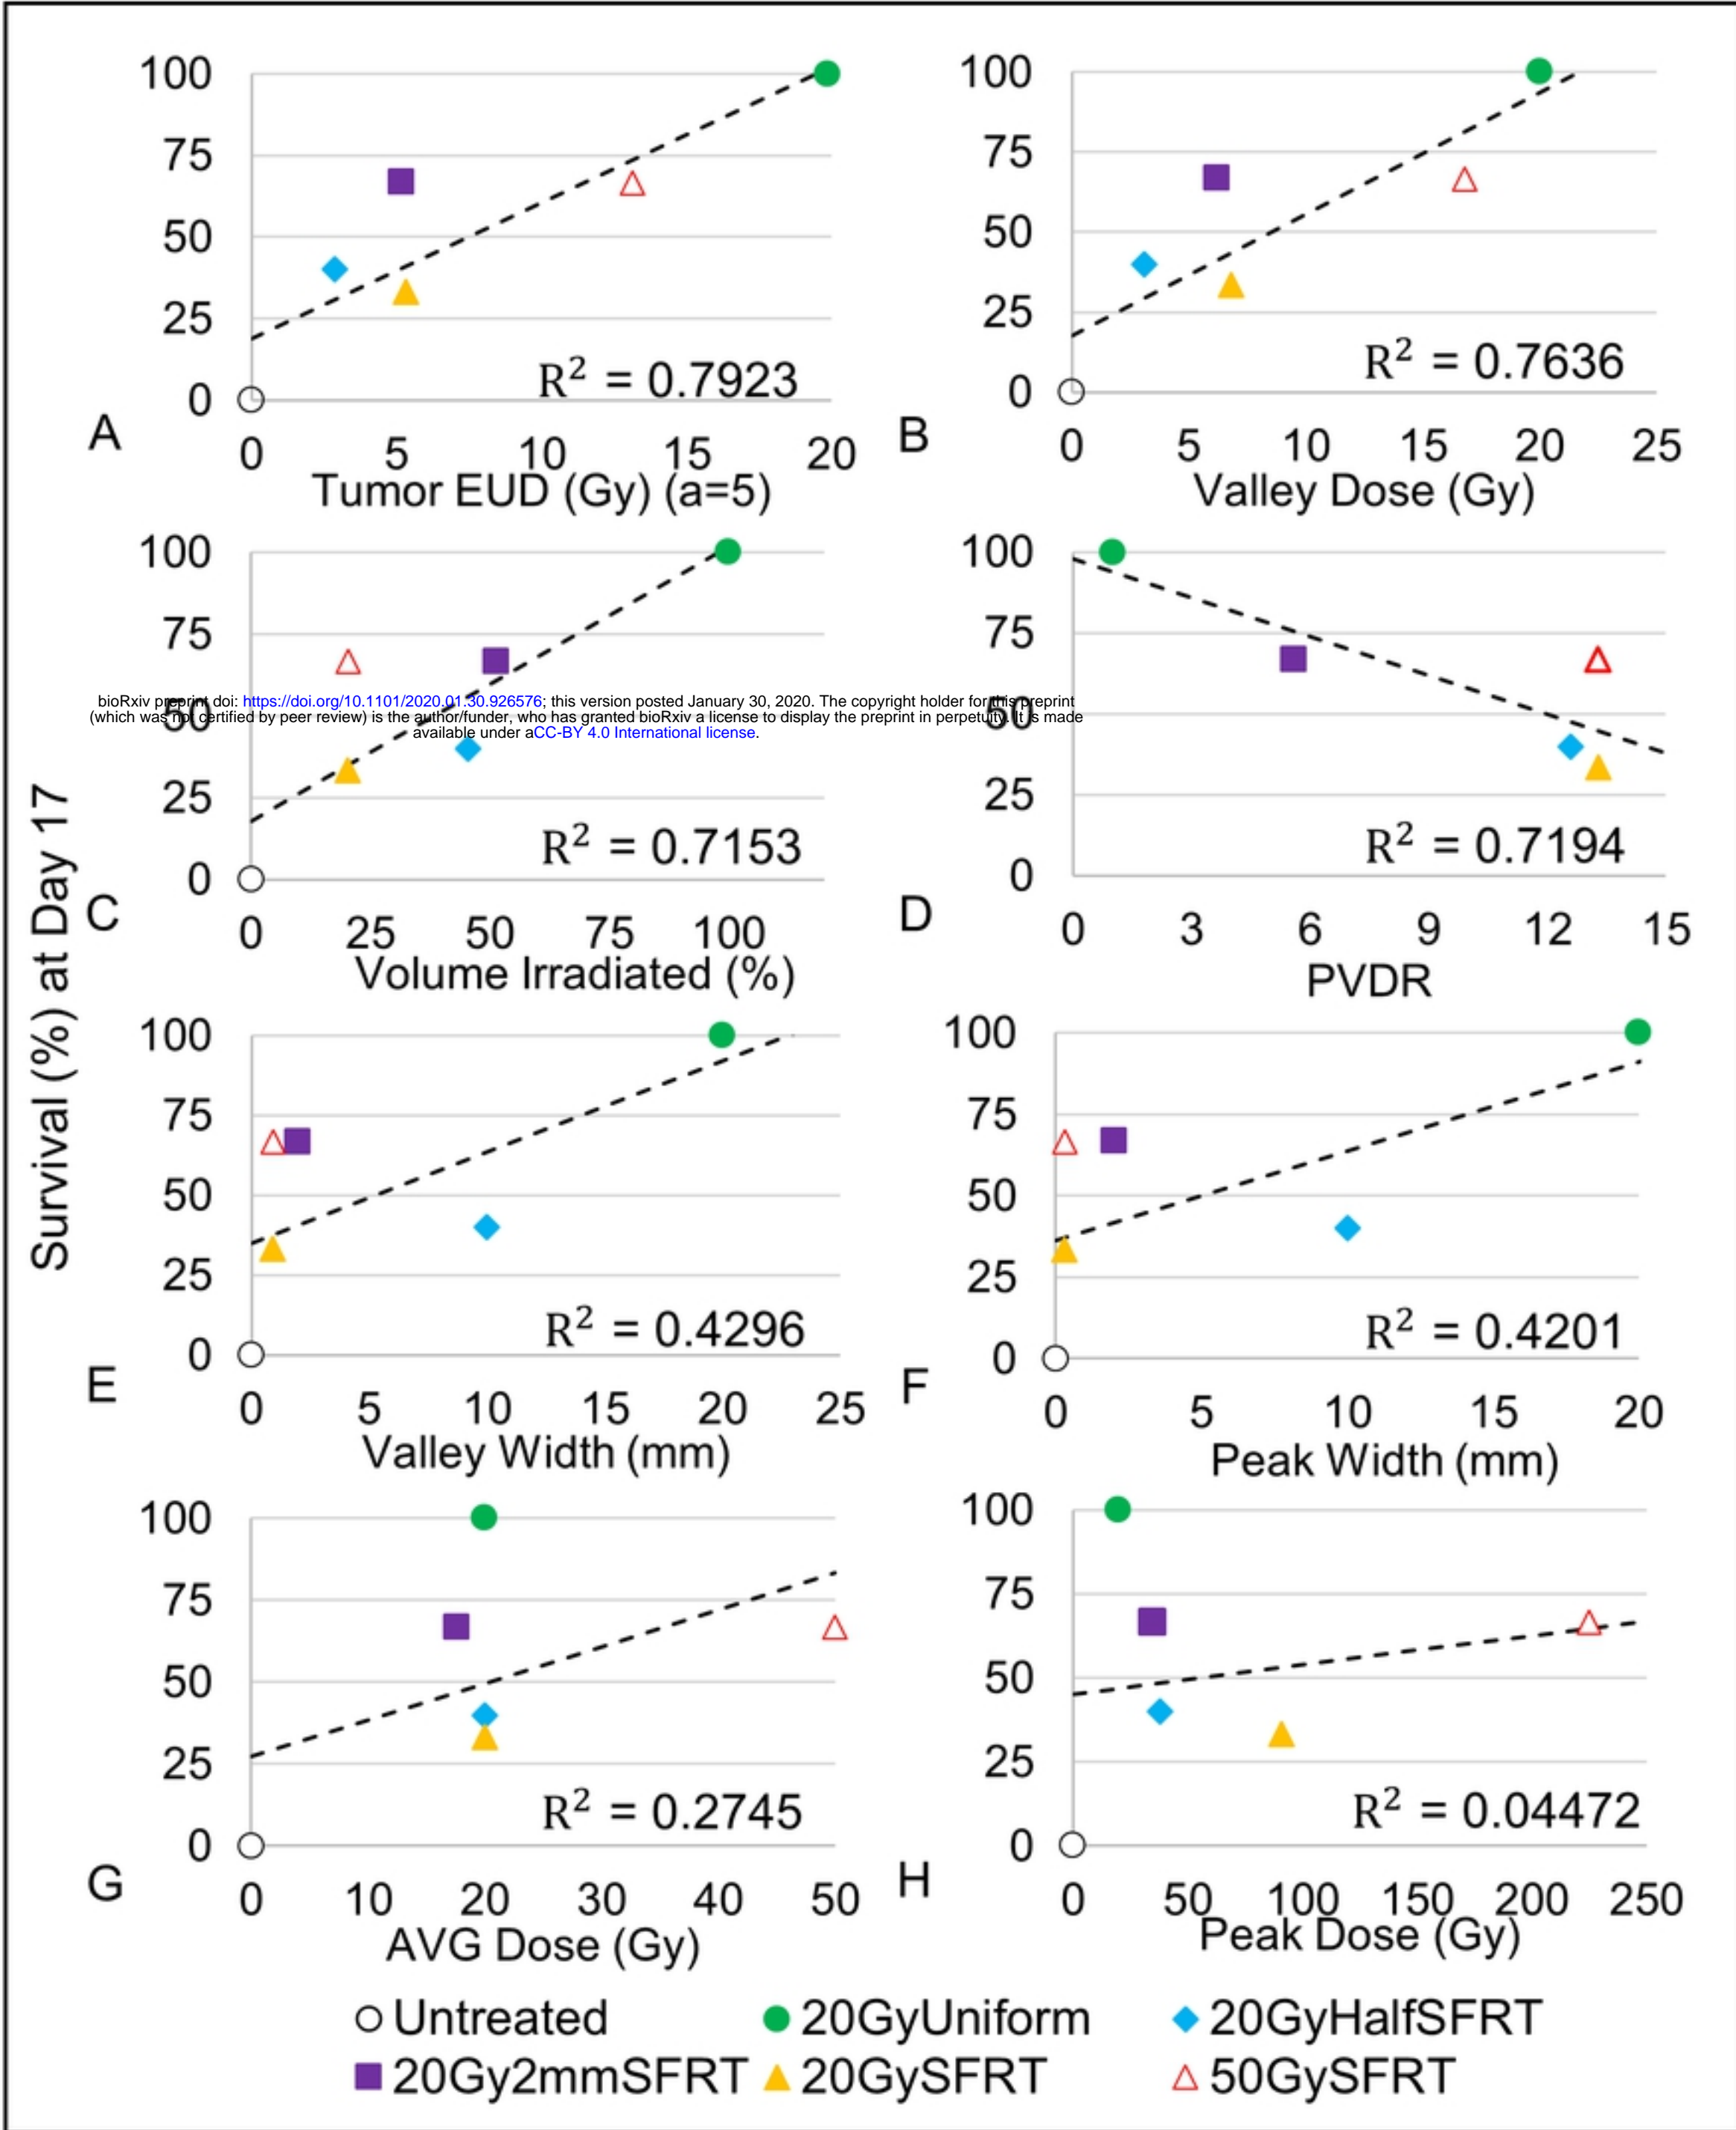 100
75
50
25
0
A
0 5 10 15 20
Tumor EUD (Gy) (a=5)
R² = 0.7923
100
75
50
25
0
B
0 5 10 15 20 25
Valley Dose (Gy)
R² = 0.7636
100
75
50
25
0
C
0 25 50 75 100
Volume Irradiated (%)
R² = 0.7153
100
75
50
25
0
D
0 3 6 9 12 15
PVDR
R² = 0.7194
bioRxiv preprint doi: https://doi.org/10.1101/2020.01.30.926576; this version posted January 30, 2020. The copyright holder for this preprint
(which was not certified by peer review) is the author/funder, who has granted bioRxiv a license to display the preprint in perpetuity. It is made
available under aCC-BY 4.0 International license.
Survival (%) at Day 17
100
75
50
25
0
E
0 5 10 15 20 25
Valley Width (mm)
R² = 0.4296
100
75
50
25
0
F
0 5 10 15 20
Peak Width (mm)
R² = 0.4201
100
75
50
25
0
G
0 10 20 30 40 50
AVG Dose (Gy)
R² = 0.2745
100
75
50
25
0
H
0 50 100 150 200 250
Peak Dose (Gy)
R² = 0.04472
Untreated 20GyUniform 20GyHalfSFRT
20Gy2mmSFRT 20GySFRT 50GySFRT